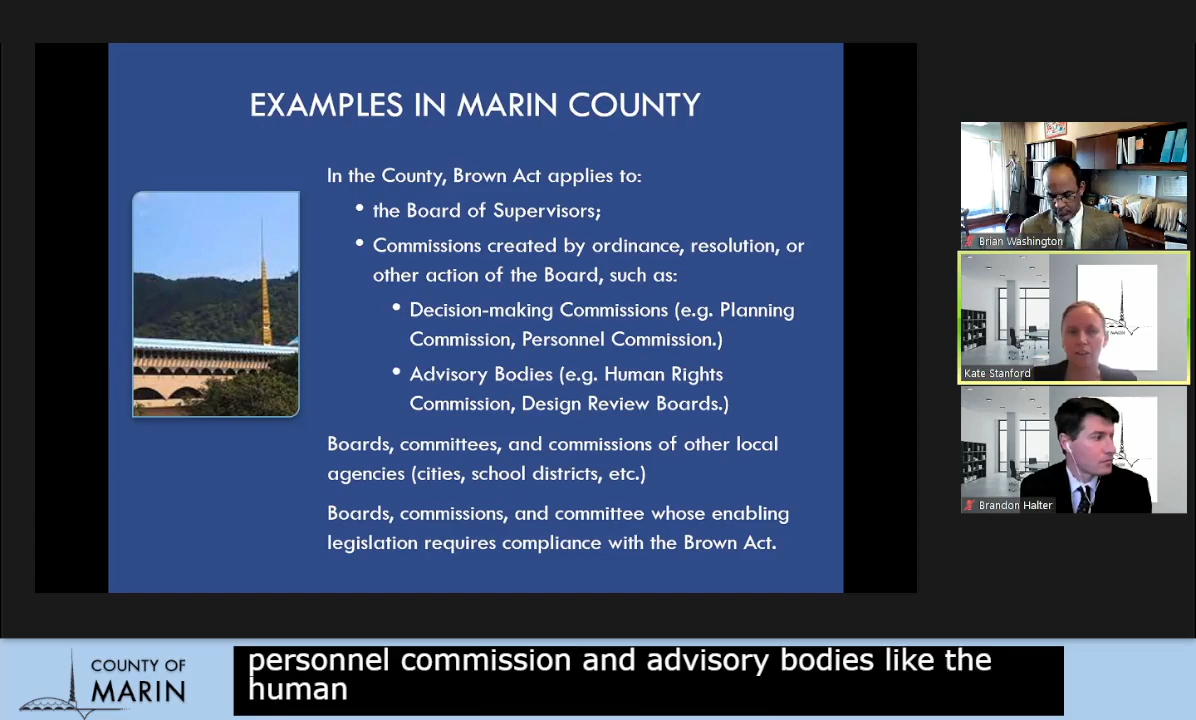 EXAMPLES IN MARIN COUNTY
In the County, Brown Act applies to:
• the Board of Supervisors;
• Commissions created by ordinance, resolution, or
other action of the Board, such as:
• Decision-making Commissions (e.g. Planning
Commission, Personnel Commission.)
• Advisory Bodies (e.g. Human Rights
Commission, Design Review Boards.)
Boards, committees, and commissions of other local
agencies (cities, school districts, etc.)
Boards, commissions, and committee whose enabling
legislation requires compliance with the Brown Act.
Brian Washington
Kate Stanford
Brandon Halter
COUNTY OF
MARIN
personnel commission and advisory bodies like the
human